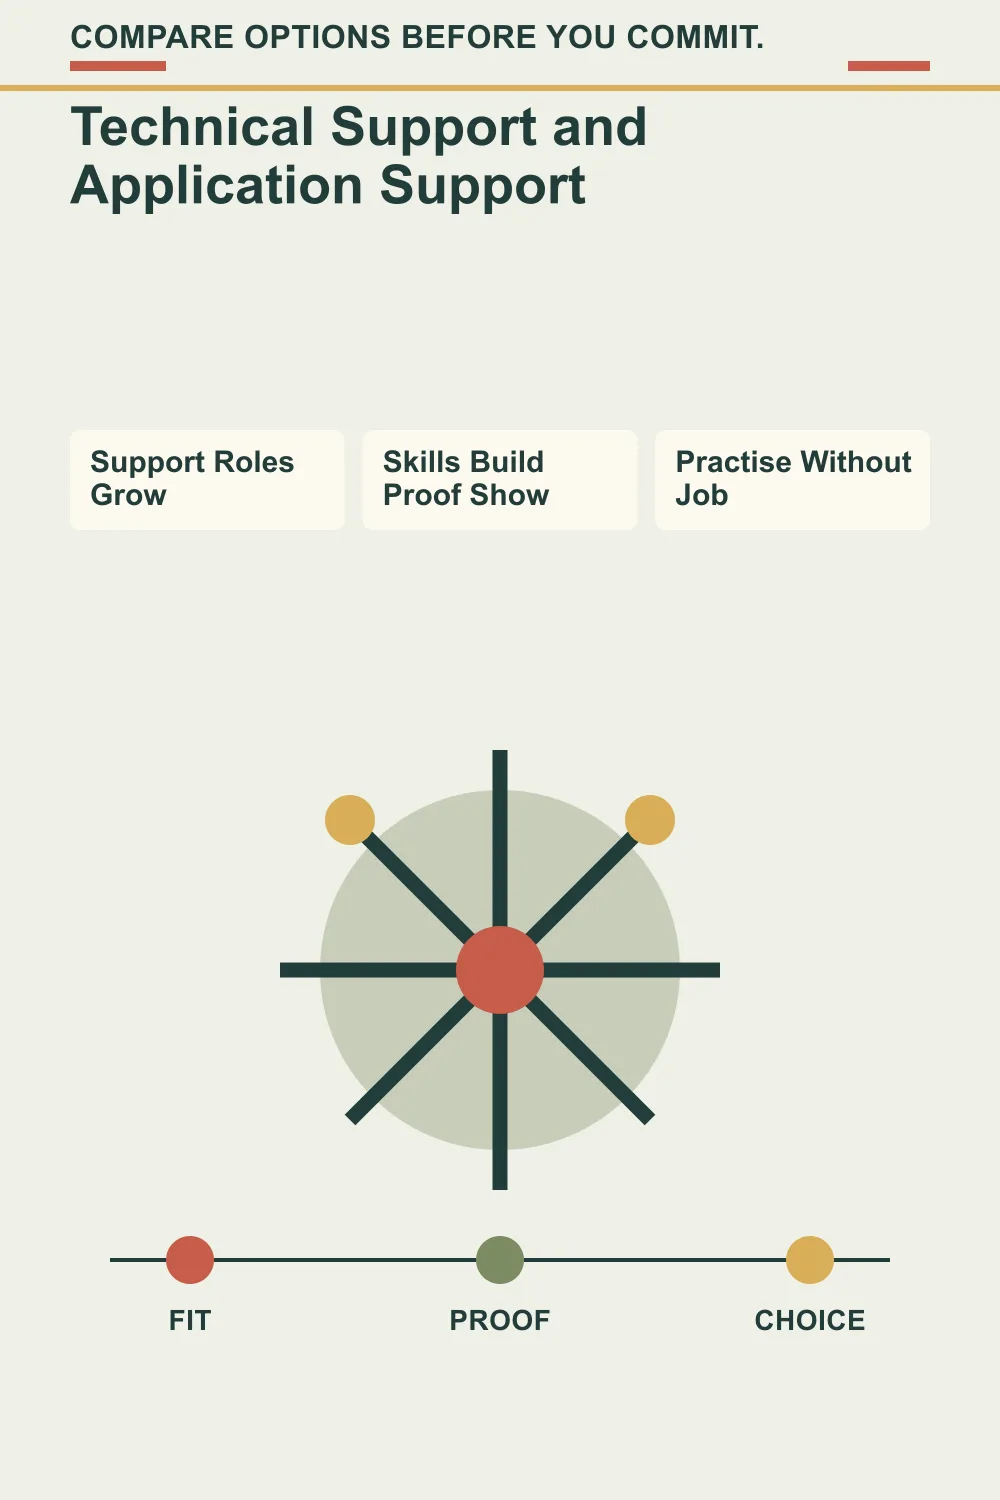 COMPARE OPTIONS BEFORE YOU COMMIT.
Technical Support and
Application Support
Support Roles
Grow
Skills Build
Proof Show
Practise Without
Job
FIT
PROOF
CHOICE